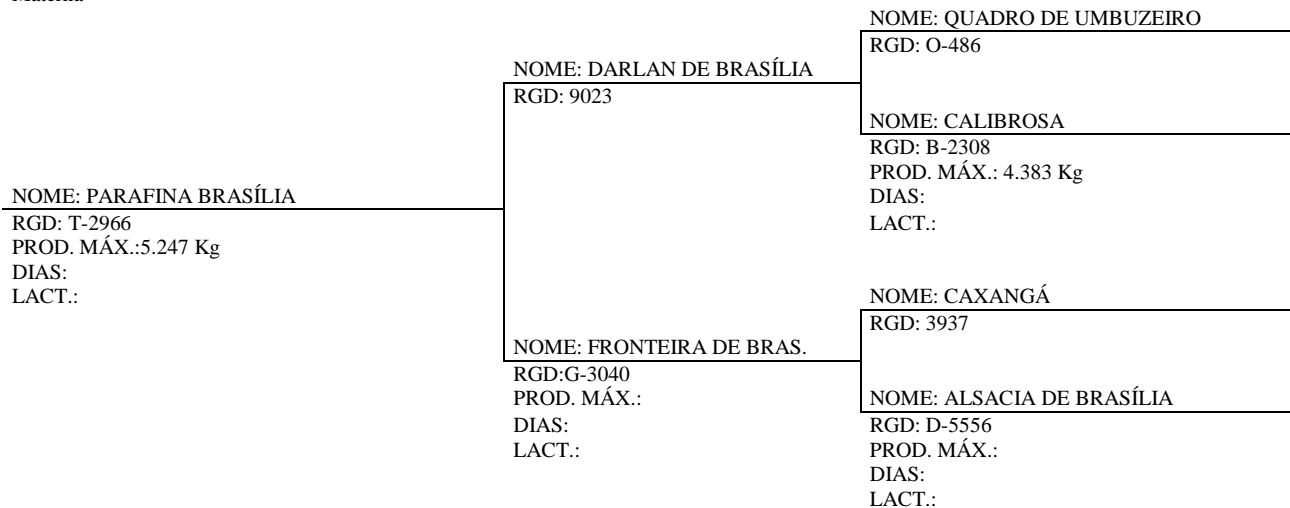 NOME: QUADRO DE UMBUZEIRO
RGD: O-486
NOME: DARLAN DE BRASÍLIA
RGD: 9023
NOME: CALIBROSA
RGD: B-2308
PROD. MÁX.: 4.383 Kg
DIAS:
LACT.:
NOME: PARAFINA BRASÍLIA
RGD: T-2966
PROD. MÁX.:5.247 Kg
DIAS:
LACT.:
NOME: CAXANGÁ
RGD: 3937
NOME: FRONTEIRA DE BRAS.
RGD:G-3040
PROD. MÁX.:
DIAS:
LACT.:
NOME: ALSACIA DE BRASÍLIA
RGD: D-5556
PROD. MÁX.:
DIAS:
LACT.: